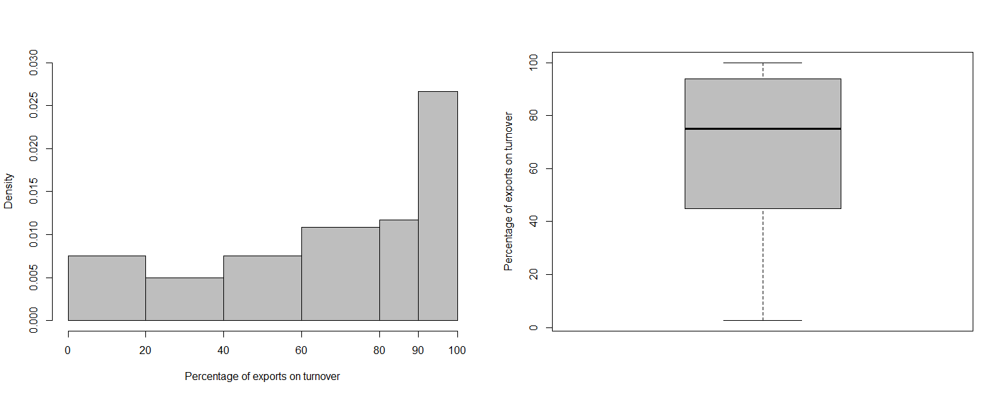 Density
0.000 0.005 0.010 0.015 0.020 0.025 0.030
0 20 40 60 80 90 100
Percentage of exports on turnover
Percentage of exports on turnover
0 20 40 60 80 100